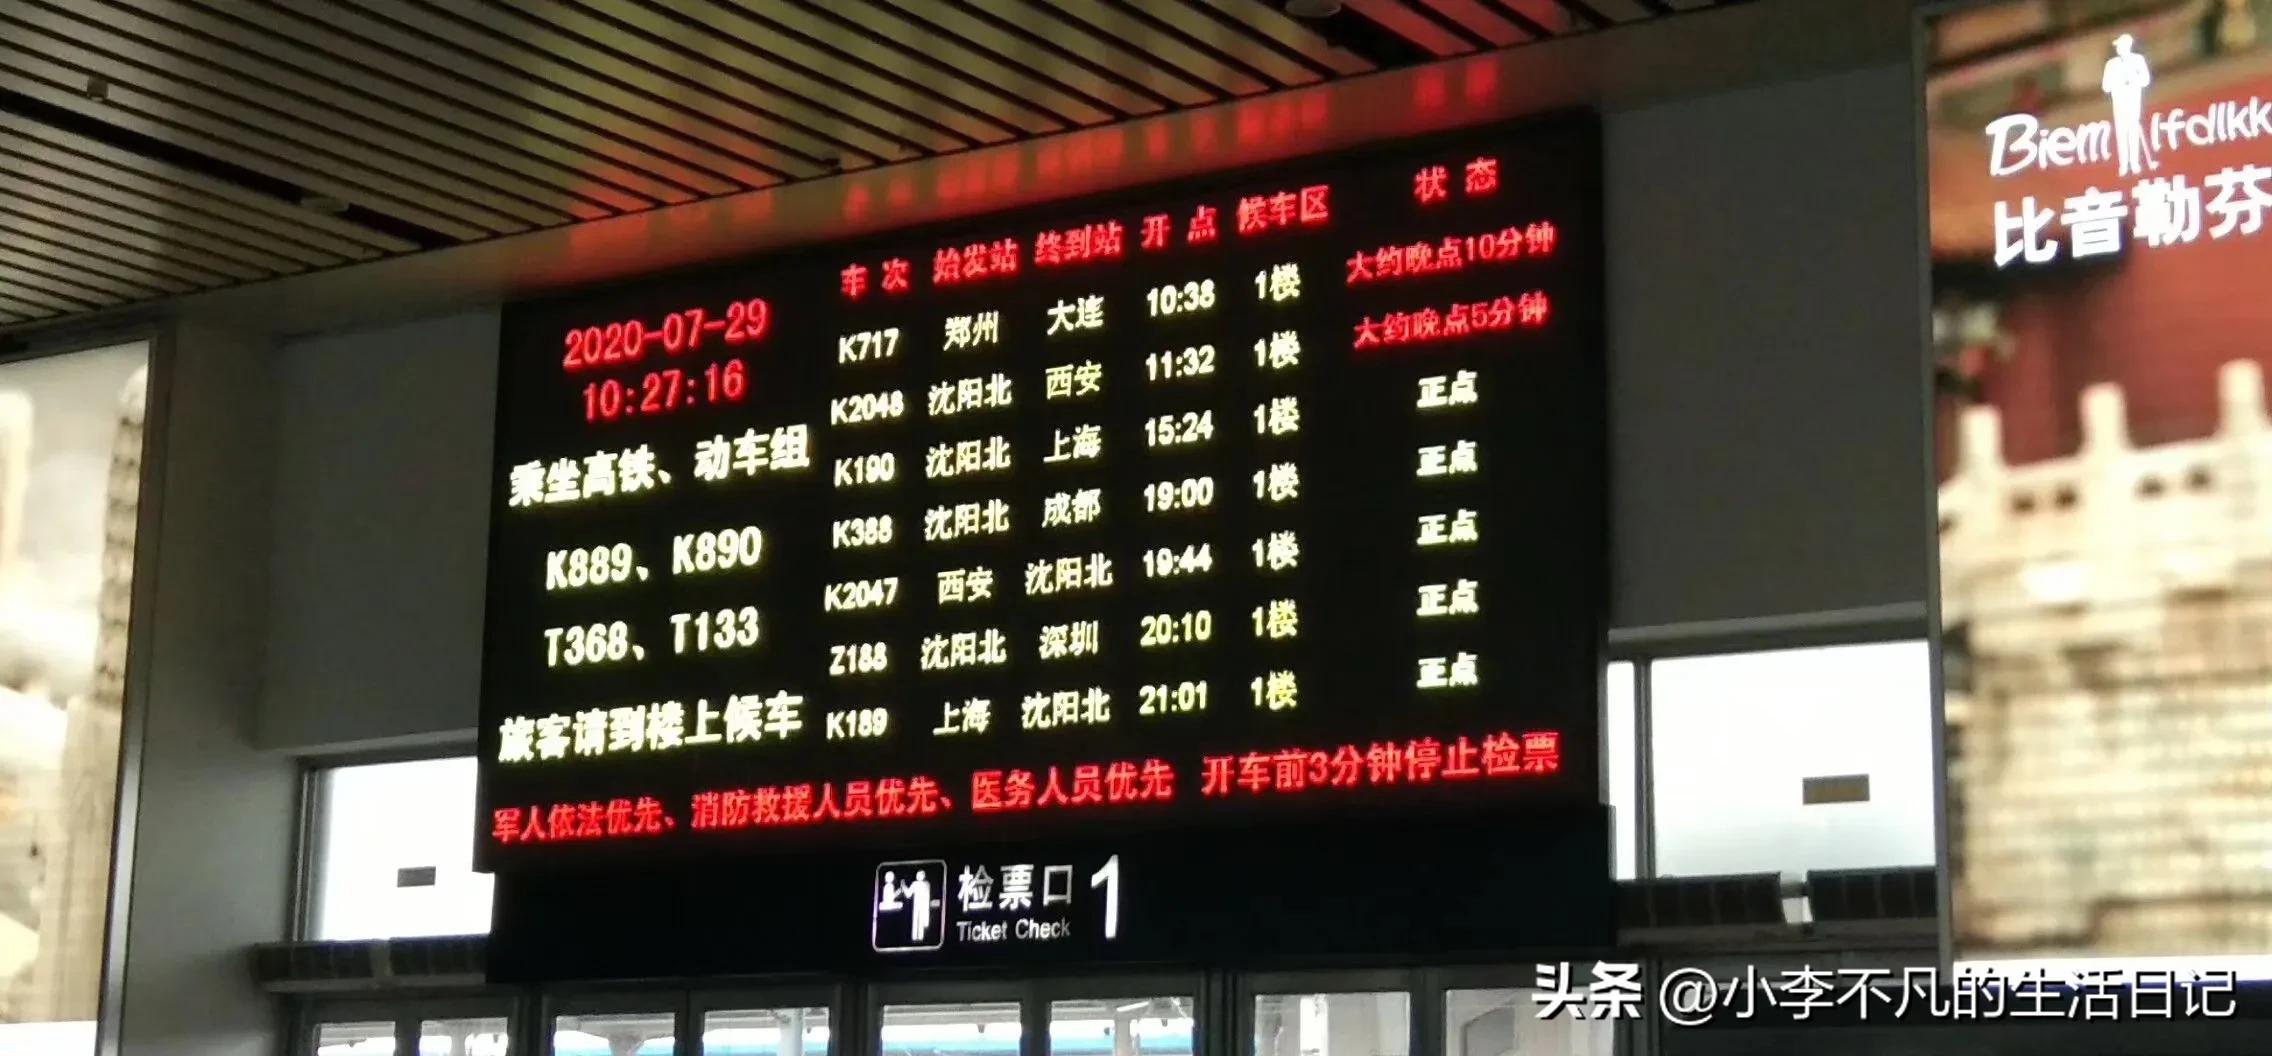 车次 始发站 终到站 开点 候车区 状态
K717 郑州 大连 10:38 1楼 大约晚点10分钟
K2048 沈阳北 西安 11:32 1楼 大约晚点5分钟
K190 沈阳北 上海 15:24 1楼 正点
K388 沈阳北 成都 19:00 1楼 正点
K2047 西安 沈阳北 19:44 1楼 正点
Z188 沈阳北 深圳 20:10 1楼 正点
K189 上海 沈阳北 21:01 1楼 正点
2020-07-29
10:27:16
乘坐高铁、动车组
K889、K890
T368、T133
旅客请到楼上候车
军人依法优先、消防救援人员优先、医务人员优先 开车前3分钟停止检票
检票口 1
Ticket Check
Biem.lfdlkk
比音勒芬
头条 @小李不凡的生活日记